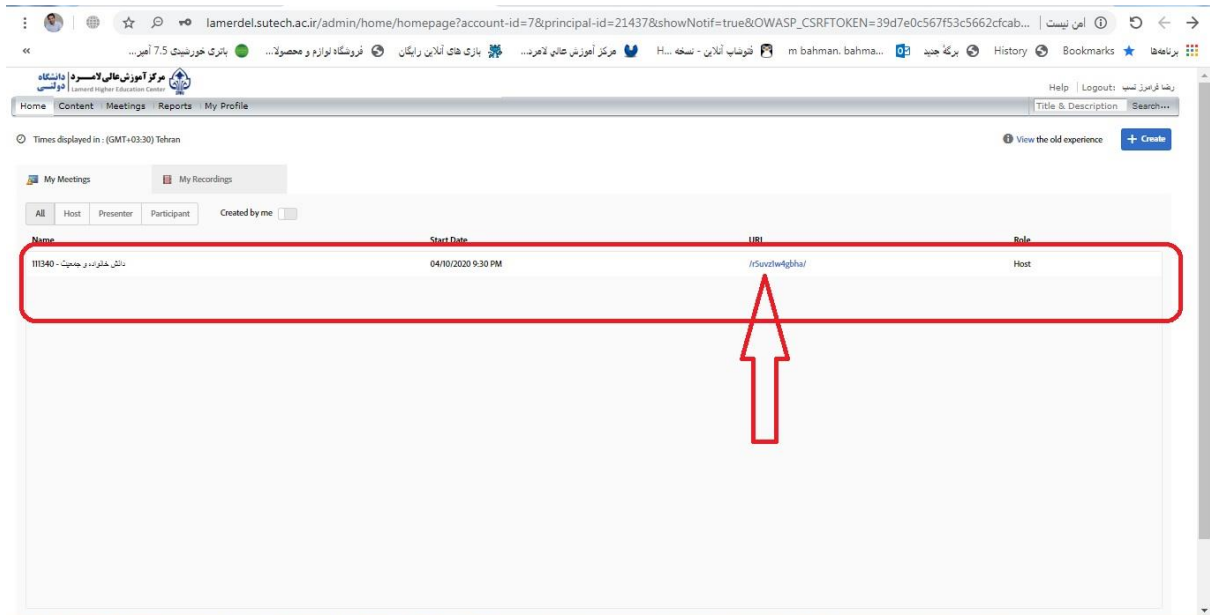 lamerdel.sutech.ac.ir/admin/home/homepage?account-id=7&principal-id=21437&showNotif=true&OWASP_CSRFTOKEN=39d7e0c567f53c5662cfcab... | امن نیست
برنامه‌ها Bookmarks History برگهٔ جدید m bahman. bahma... فتوشاپ آنلاین - نسخه H... مرکز آموزش عالی لامرد... بازی های آنلاین رایگان فروشگاه لوازم و محصولا... باتری خورشیدی 7.5 آمپر... »
مرکز آموزش عالی لامــرد | دانشگاه دولتــی
Lamerd Higher Education Center
Help | Logout: رضا فرامرز نسب
Home Content Meetings Reports My Profile Title & Description Search...
Times displayed in : (GMT+03:30) Tehran View the old experience + Create
My Meetings My Recordings
All Host Presenter Participant Created by me
Name Start Date URL Role
دانش خانواده و جمعیت - 111340 04/10/2020 9:30 PM /r5uvzlw4gbha/ Host